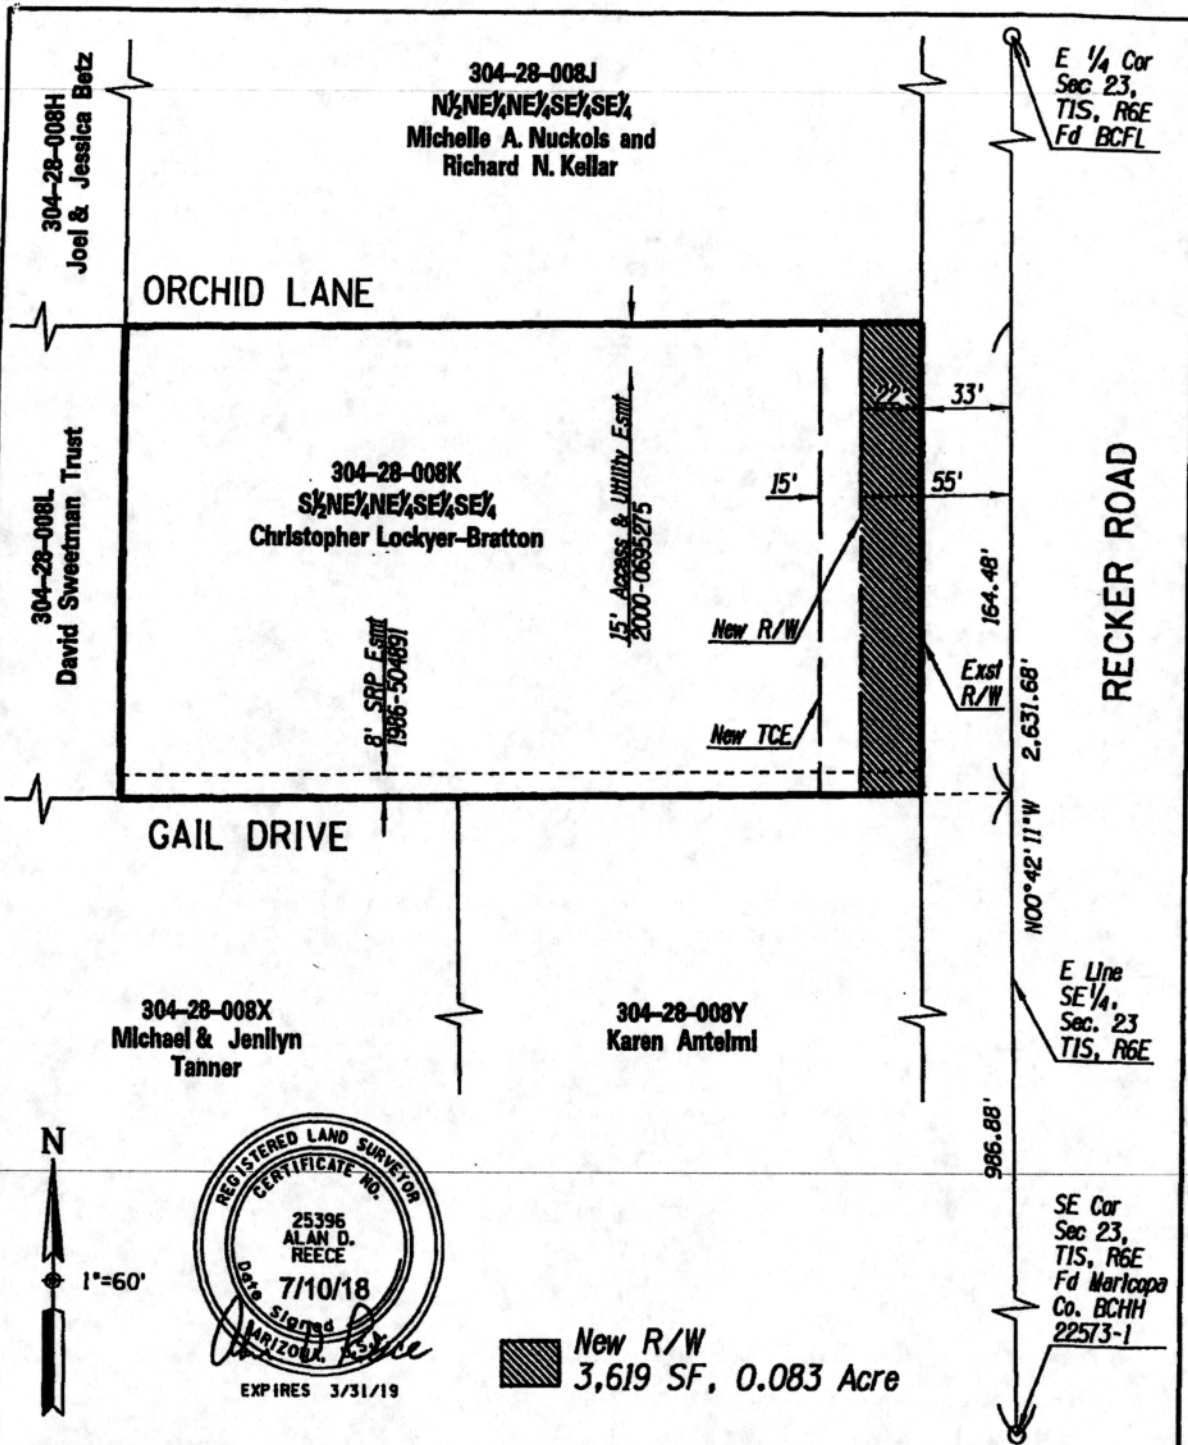 304-28-008H
Joel & Jessica Betz
304-28-008J
N½NE¼NE¼SE¼SE¼
Michelle A. Nuckols and
Richard N. Kellar
E ¼ Cor
Sec 23,
T1S, R6E
Fd BCFL
ORCHID LANE
304-28-008L
David Sweetman Trust
304-28-008K
S½NE¼NE¼SE¼SE¼
Christopher Lockyer-Bratton
15' Access & Utility Esmt
2000-0695275
8' SRP Esmt
1986-504891
22'
33'
15'
55'
New R/W
New TCE
Exst
R/W
164.48'
2,631.68'
N00°42'11"W
RECKER ROAD
GAIL DRIVE
304-28-008X
Michael & Jenilyn
Tanner
304-28-008Y
Karen Antelmi
E Line
SE¼,
Sec. 23
T1S, R6E
986.88'
SE Cor
Sec 23,
T1S, R6E
Fd Maricopa
Co. BCHH
22573-1
N
1"=60'
REGISTERED LAND SURVEYOR
CERTIFICATE NO.
25396
ALAN D.
REECE
7/10/18
Date Signed
ARIZONA, U.S.A.
EXPIRES 3/31/19
New R/W
3,619 SF, 0.083 Acre